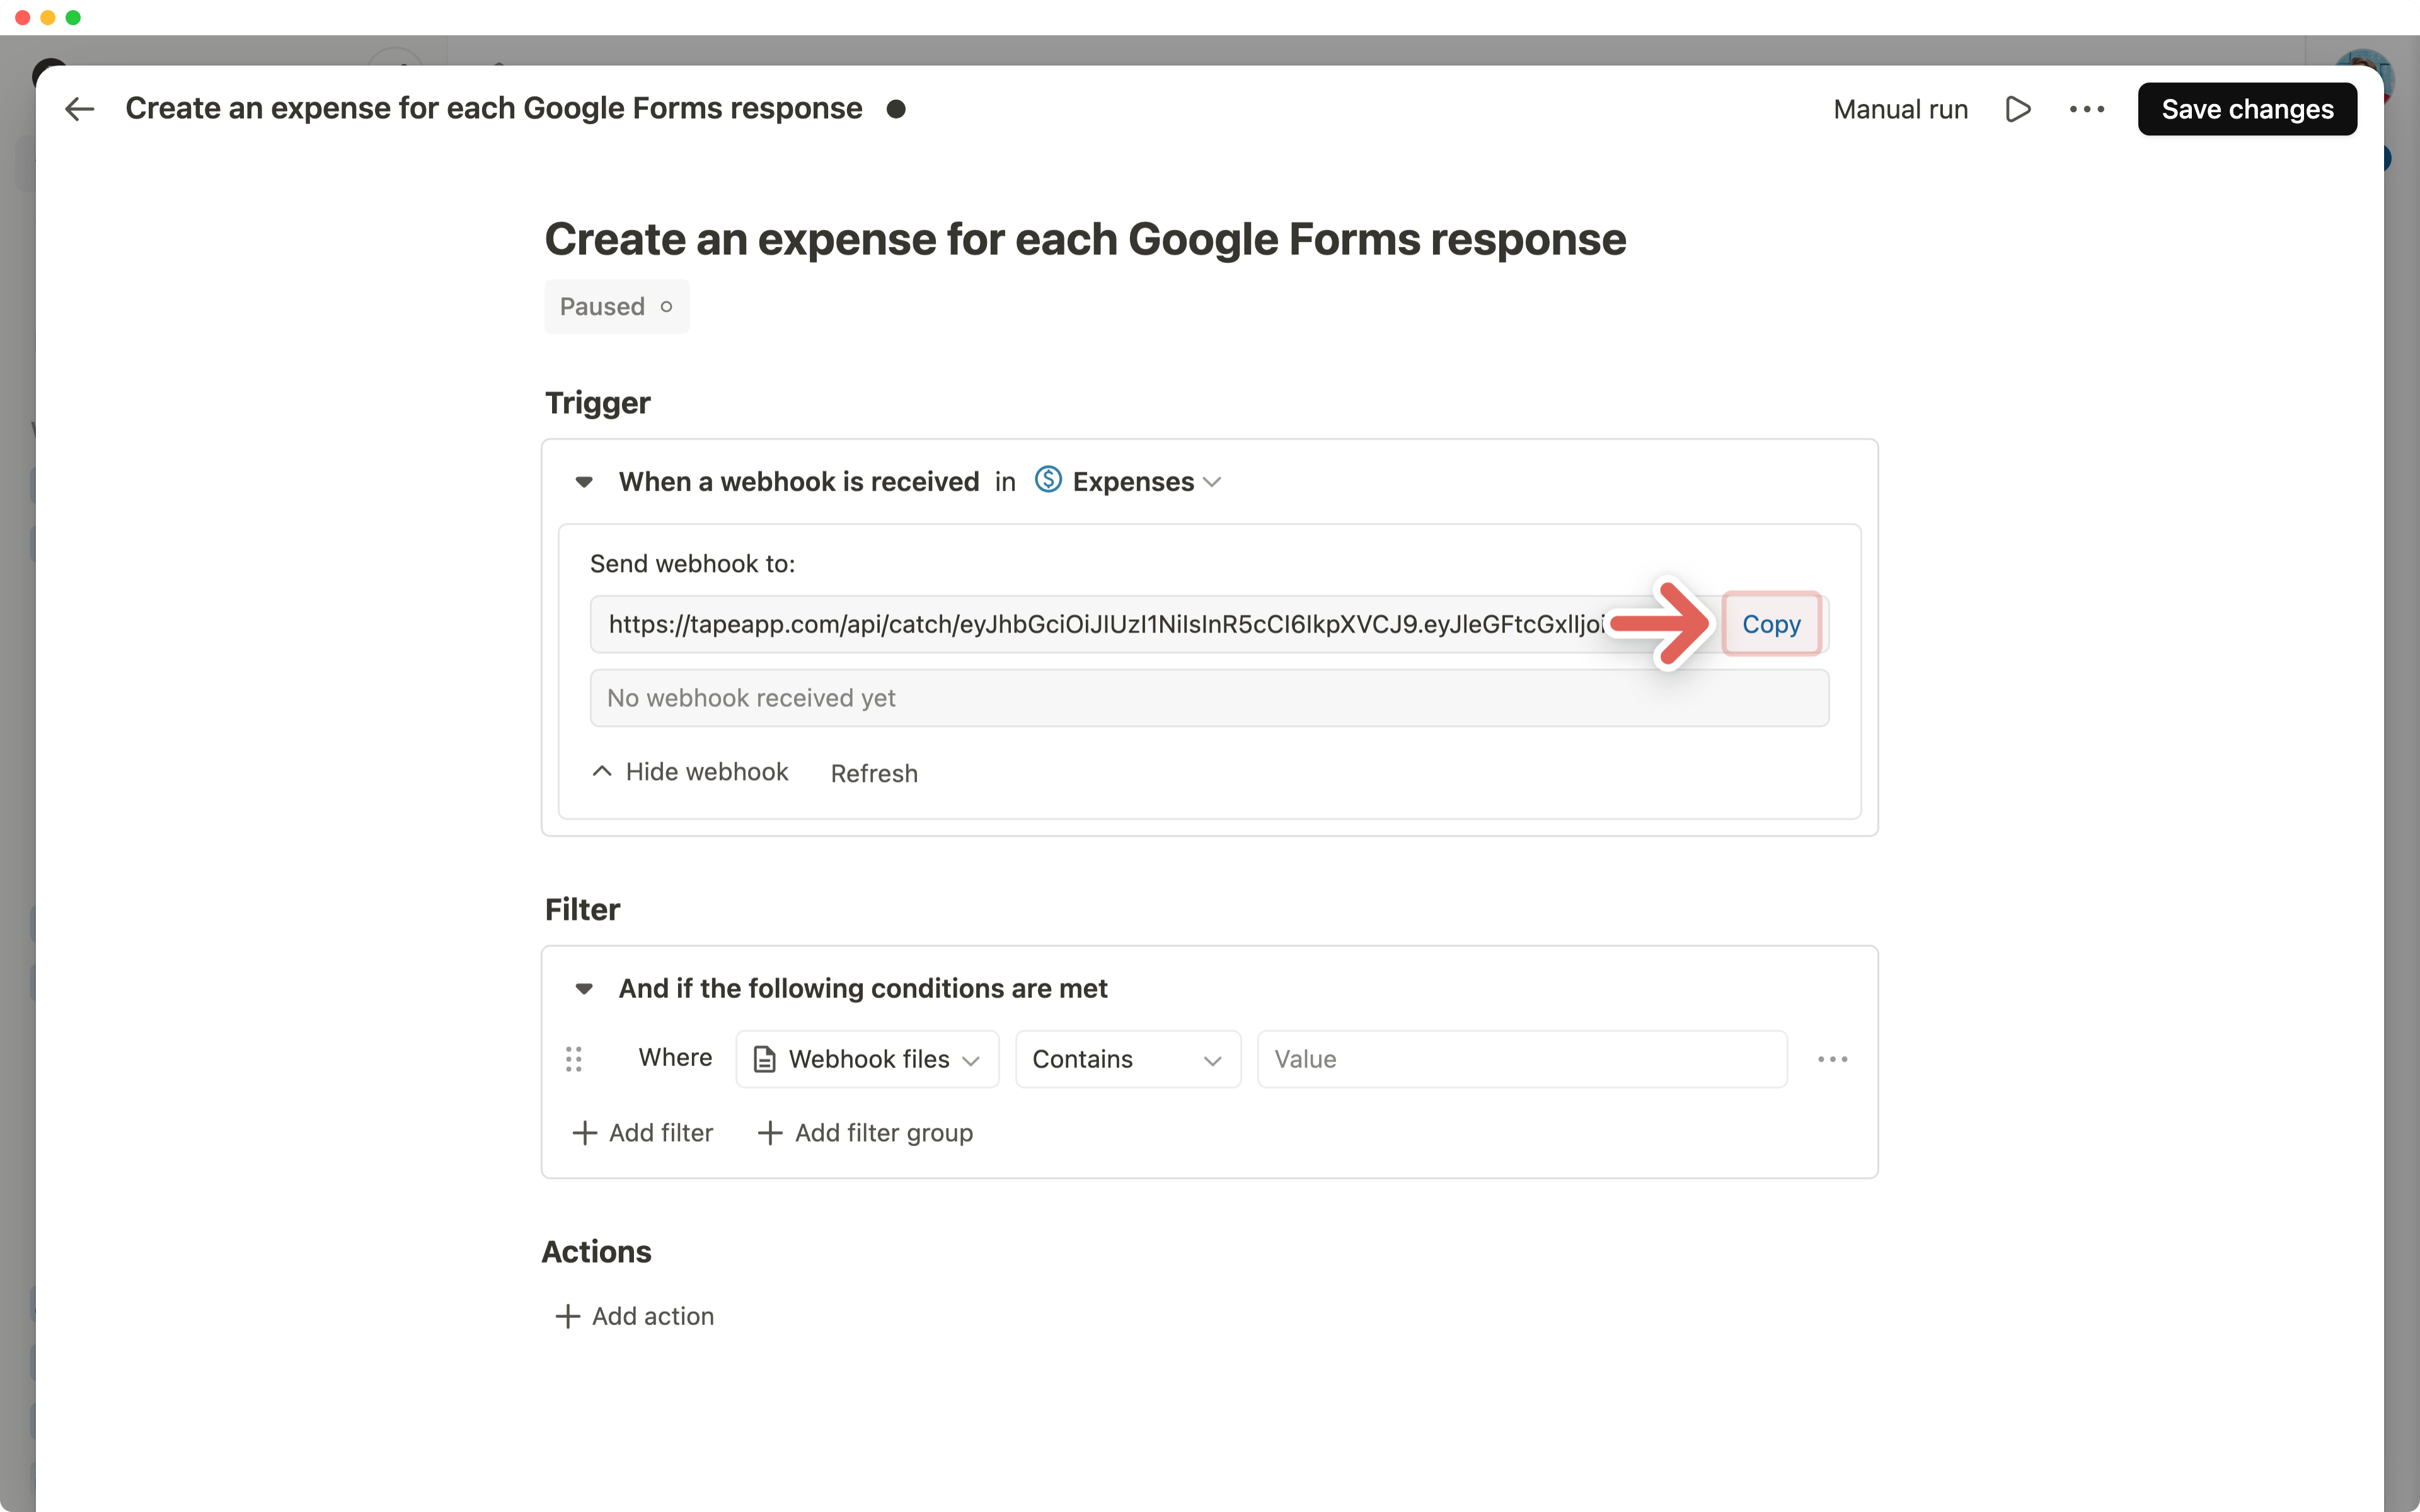 Create an expense for each Google Forms response
Manual run
Save changes
Create an expense for each Google Forms response
Paused
Trigger
When a webhook is received in Expenses
Send webhook to:
https://tapeapp.com/api/catch/eyJhbGciOiJIUzI1NiIsInR5cCI6IkpXVCJ9.eyJleGFtcGxlIjoi
Copy
No webhook received yet
Hide webhook Refresh
Filter
And if the following conditions are met
Where Webhook files Contains Value
Add filter Add filter group
Actions
Add action